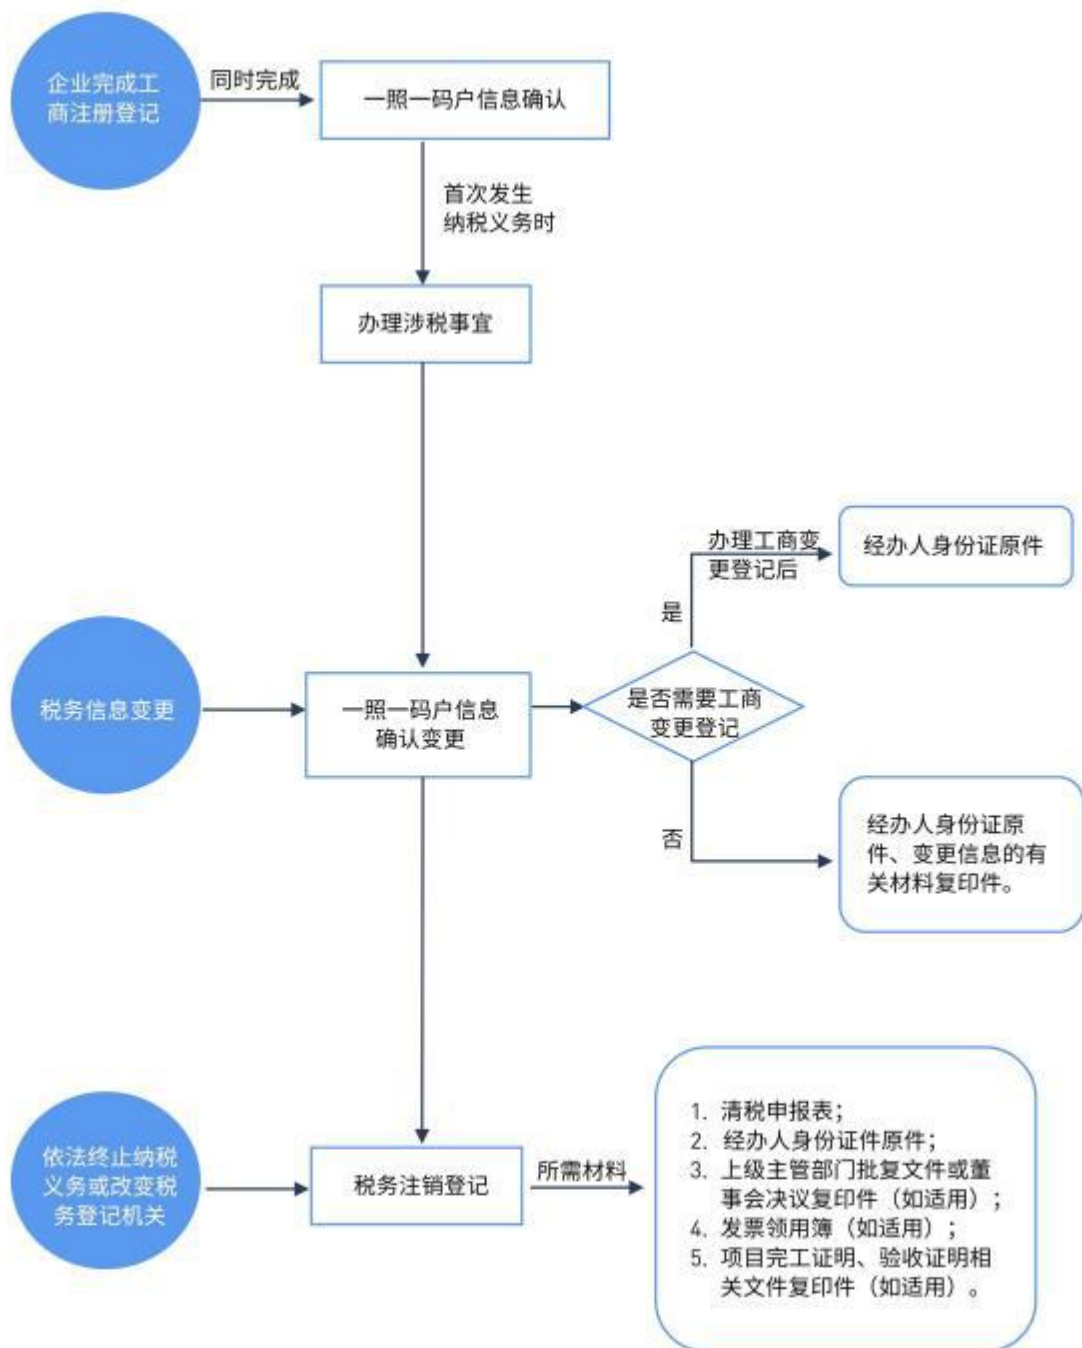 企业完成工
商注册登记
同时完成
一照一码户信息确认
首次发生
纳税义务时
办理涉税事宜
办理工商变
更登记后
经办人身份证原件
是
税务信息变更
一照一码户信息
确认变更
是否需要工商
变更登记
否
经办人身份证原
件、变更信息的有
关材料复印件。
依法终止纳税
义务或改变税
务登记机关
税务注销登记
所需材料
1. 清税申报表；
2. 经办人身份证件原件；
3. 上级主管部门批复文件或董
事会决议复印件（如适用）；
4. 发票领用簿（如适用）；
5. 项目完工证明、验收证明相
关文件复印件（如适用）。